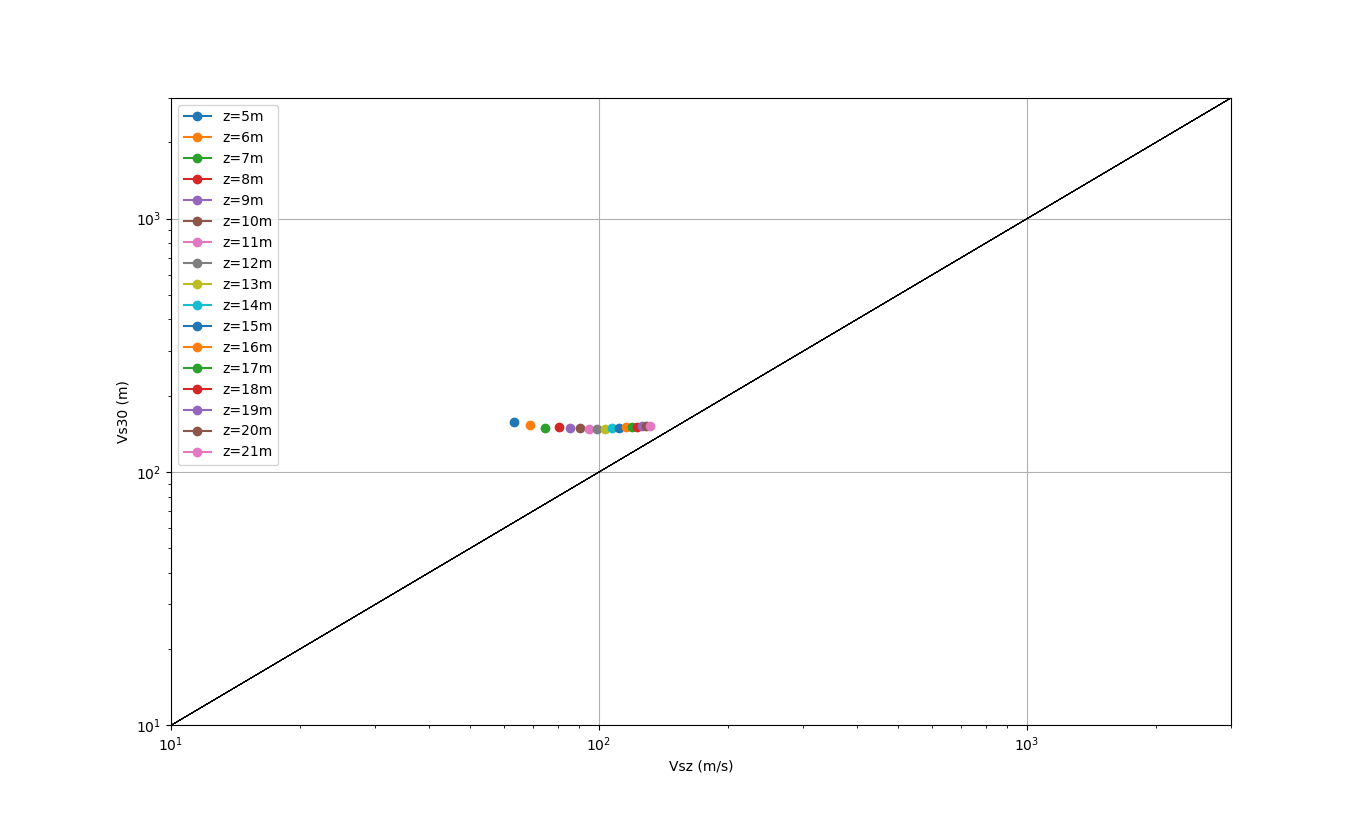 z=5m
z=6m
z=7m
z=8m
z=9m
z=10m
z=11m
z=12m
z=13m
z=14m
z=15m
z=16m
z=17m
z=18m
z=19m
z=20m
z=21m
10³
10²
10¹
Vs30 (m)
10¹ 10² 10³
Vsz (m/s)